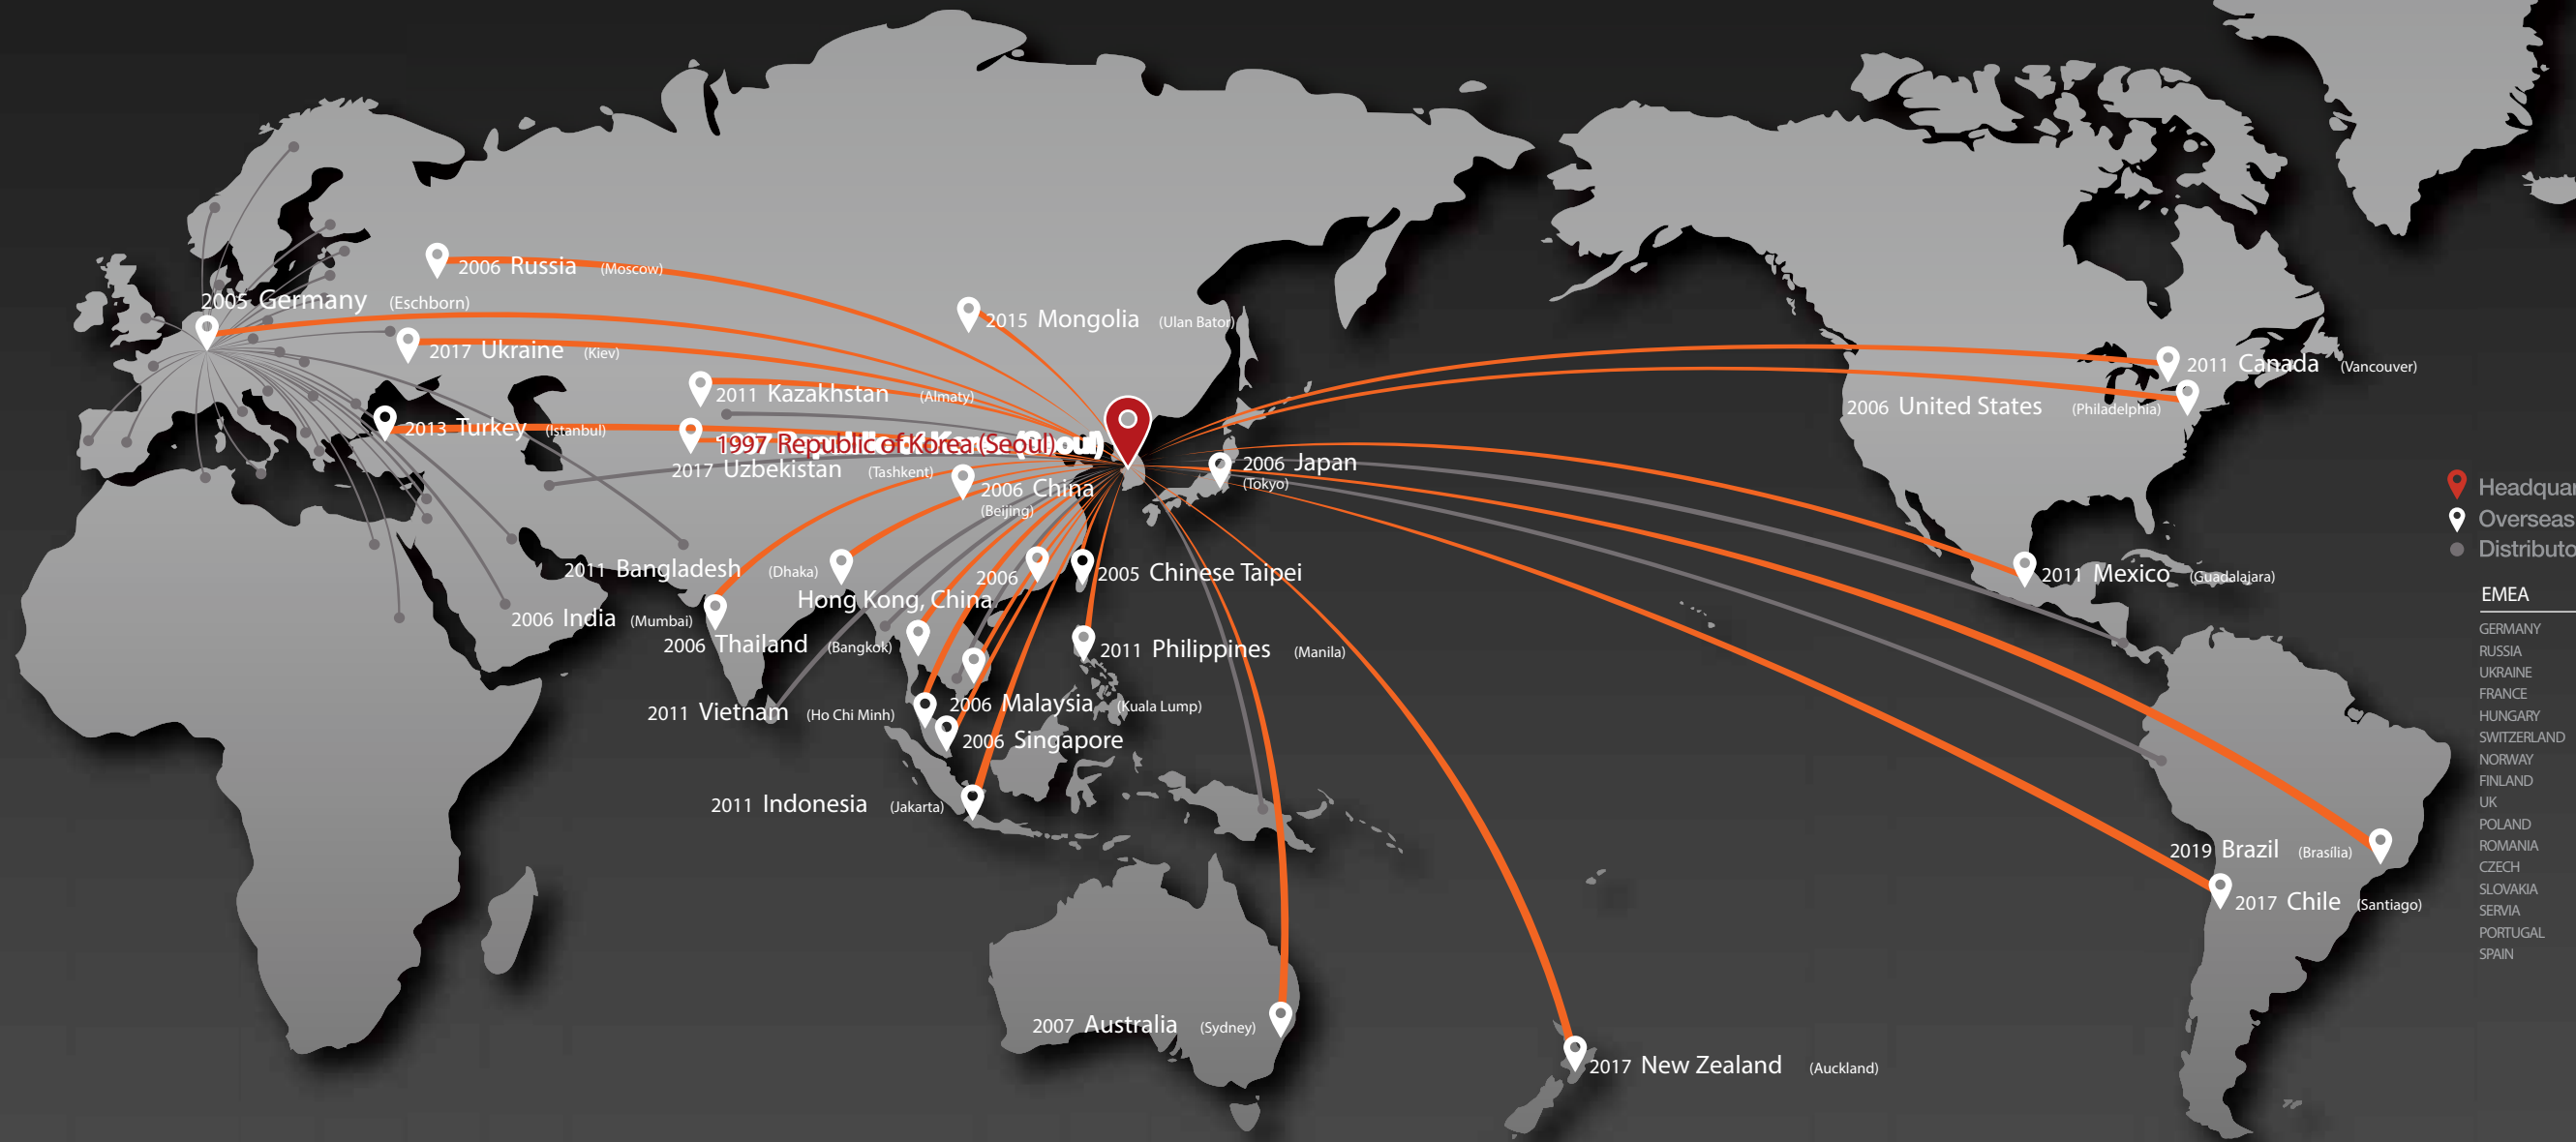 2006 Russia (Moscow)
2005 Germany (Eschborn)
2015 Mongolia (Ulan Bator)
2017 Ukraine (Kiev)
2011 Kazakhstan (Almaty)
2013 Turkey (Istanbul)
1997 Republic of Korea (Seoul)
2017 Uzbekistan (Tashkent)
2006 China
(Beijing)
2006 Japan
(Tokyo)
2011 Canada (Vancouver)
2006 United States (Philadelphia)
2011 Bangladesh (Dhaka)
2006
Hong Kong, China
2005 Chinese Taipei
2006 India (Mumbai)
2006 Thailand (Bangkok)
2011 Philippines (Manila)
2011 Vietnam (Ho Chi Minh)
2006 Malaysia (Kuala Lump)
2006 Singapore
2011 Indonesia (Jakarta)
2011 Mexico (Guadalajara)
2019 Brazil (Brasília)
2017 Chile (Santiago)
2007 Australia (Sydney)
2017 New Zealand (Auckland)
Headquar
Overseas
Distributo
EMEA
GERMANY
RUSSIA
UKRAINE
FRANCE
HUNGARY
SWITZERLAND
NORWAY
FINLAND
UK
POLAND
ROMANIA
CZECH
SLOVAKIA
SERVIA
PORTUGAL
SPAIN